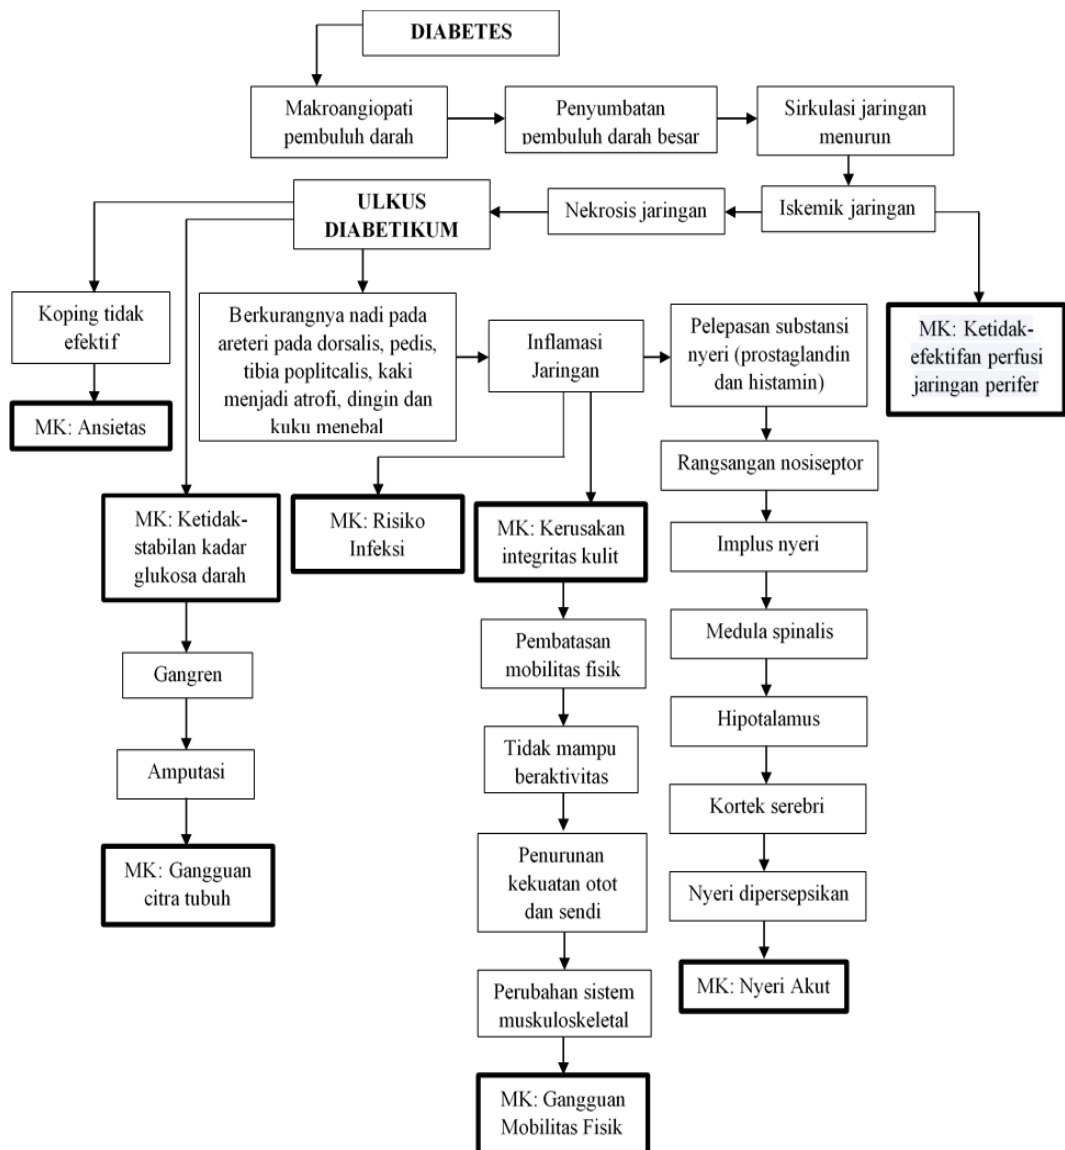 DIABETES
Makroangiopati
pembuluh darah
Penyumbatan
pembuluh darah besar
Sirkulasi jaringan
menurun
ULKUS
DIABETIKUM
Nekrosis jaringan
Iskemik jaringan
Koping tidak
efektif
Berkurangnya nadi pada
areteri pada dorsalis, pedis,
tibia poplitcalis, kaki
menjadi atrofi, dingin dan
kuku menebal
Inflamasi
Jaringan
Pelepasan substansi
nyeri (prostaglandin
dan histamin)
MK: Ketidak-
efektifan perfusi
jaringan perifer
MK: Ansietas
Rangsangan nosiseptor
MK: Ketidak-
stabilan kadar
glukosa darah
MK: Risiko
Infeksi
MK: Kerusakan
integritas kulit
Implus nyeri
Gangren
Pembatasan
mobilitas fisik
Medula spinalis
Hipotalamus
Amputasi
Tidak mampu
beraktivitas
Kortek serebri
MK: Gangguan
citra tubuh
Penurunan
kekuatan otot
dan sendi
Nyeri dipersepsikan
Perubahan sistem
muskuloskeletal
MK: Nyeri Akut
MK: Gangguan
Mobilitas Fisik